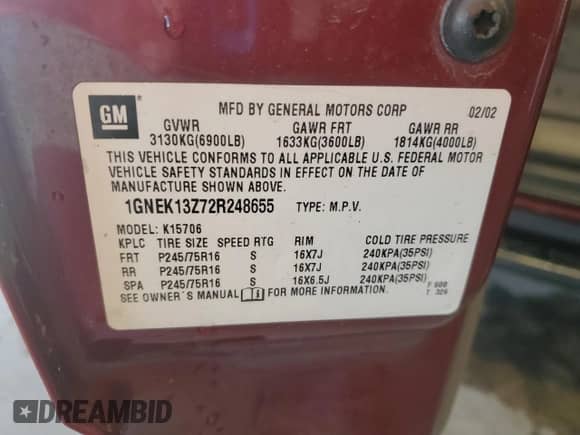 GM
MFD BY GENERAL MOTORS CORP 02/02
GVWR GAWR FRT GAWR RR
3130KG(6900LB) 1633KG(3600LB) 1814KG(4000LB)
THIS VEHICLE CONFORMS TO ALL APPLICABLE U.S. FEDERAL MOTOR
VEHICLE SAFETY STANDARDS IN EFFECT ON THE DATE OF
MANUFACTURE SHOWN ABOVE.
1GNEK13Z72R248655 TYPE: M.P.V.
MODEL: K15706
KPLC TIRE SIZE SPEED RTG RIM COLD TIRE PRESSURE
FRT P245/75R16 S 16X7J 240KPA(35PSI)
RR P245/75R16 S 16X7J 240KPA(35PSI)
SPA P245/75R16 S 16X6.5J 240KPA(35PSI)
SEE OWNER'S MANUAL FOR MORE INFORMATION.
F 600
T 326
DREAMBID